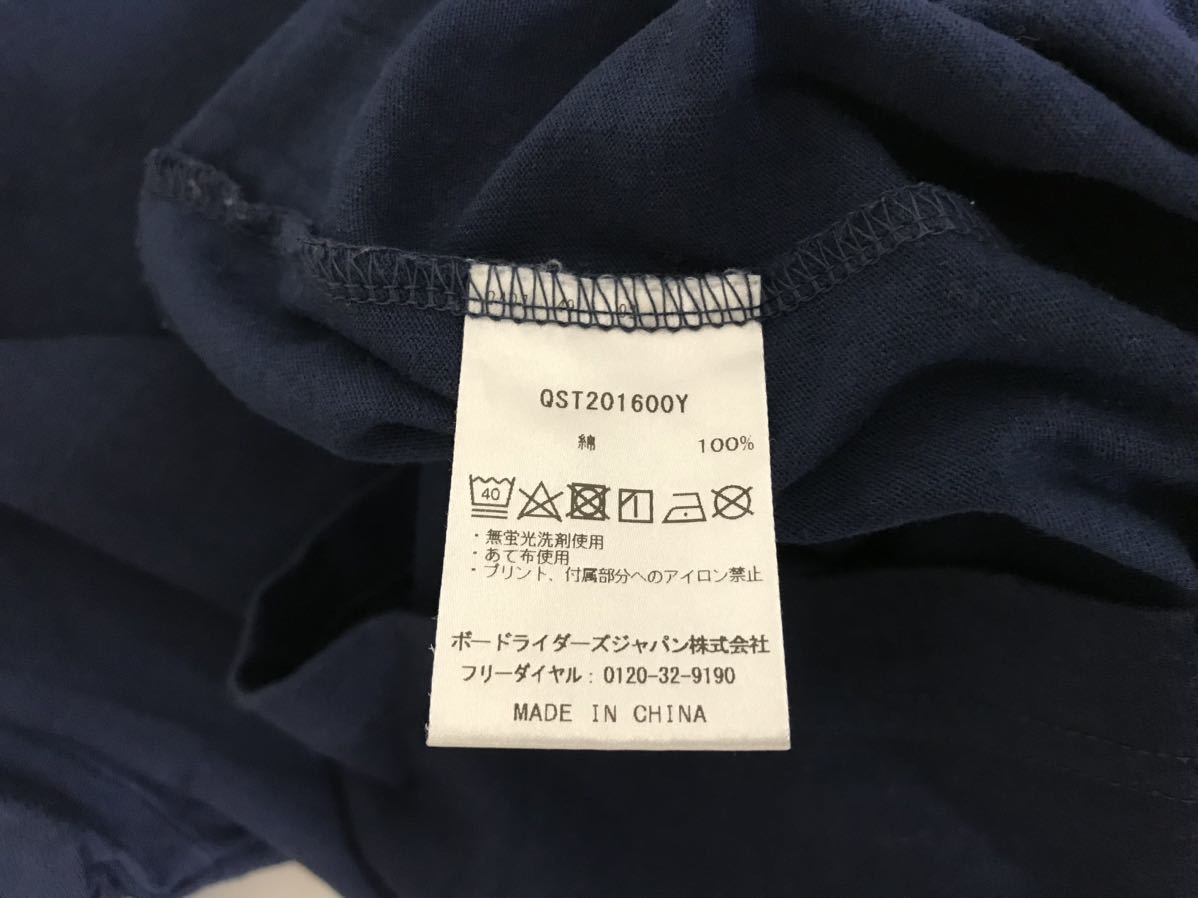 QST201600Y
綿 100%
40
・無蛍光洗剤使用
・あて布使用
・プリント、付属部分へのアイロン禁止
ボードライダーズジャパン株式会社
フリーダイヤル：0120-32-9190
MADE IN CHINA